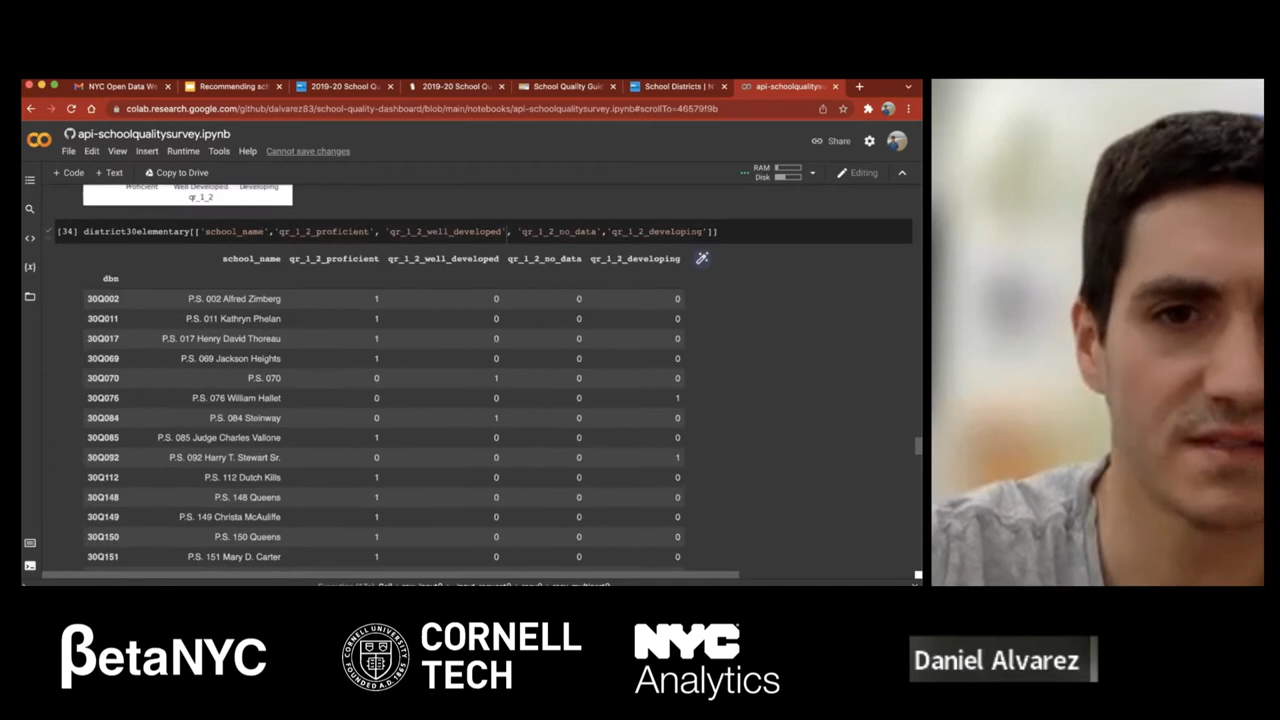 NYC Open Data We
Recommending sch
2019-20 School Qu
2019-20 School Qu
School Quality Guid
School Districts | N
api-schoolqualitysu
colab.research.google.com/github/daivarez83/school-quality-dashboard/blob/main/notebooks/api-schoolqualitysurvey.ipynb#scrollTo=46579f9b
api-schoolqualitysurvey.ipynb
Share
File Edit View Insert Runtime Tools Help Cannot save changes
+ Code + Text Copy to Drive
RAM
Disk
Editing
Proficient Well Developed Developing
qr_1_2
[34] district30elementary[['school_name','qr_1_2_proficient', 'qr_1_2_well_developed', 'qr_1_2_no_data','qr_1_2_developing']]
school_name qr_1_2_proficient qr_1_2_well_developed qr_1_2_no_data qr_1_2_developing
dbn
30Q002 P.S. 002 Alfred Zimberg 1 0 0 0
30Q011 P.S. 011 Kathryn Phelan 1 0 0 0
30Q017 P.S. 017 Henry David Thoreau 1 0 0 0
30Q069 P.S. 069 Jackson Heights 1 0 0 0
30Q070 P.S. 070 0 1 0 0
30Q076 P.S. 076 William Hallet 0 0 0 1
30Q084 P.S. 084 Steinway 0 1 0 0
30Q085 P.S. 085 Judge Charles Vallone 1 0 0 0
30Q092 P.S. 092 Harry T. Stewart Sr. 0 0 0 1
30Q112 P.S. 112 Dutch Kills 1 0 0 0
30Q148 P.S. 148 Queens 1 0 0 0
30Q149 P.S. 149 Christa McAuliffe 1 0 0 0
30Q150 P.S. 150 Queens 1 0 0 0
30Q151 P.S. 151 Mary D. Carter 1 0 0 0
βetaNYC
CORNELL
TECH
NYC
Analytics
Daniel Alvarez